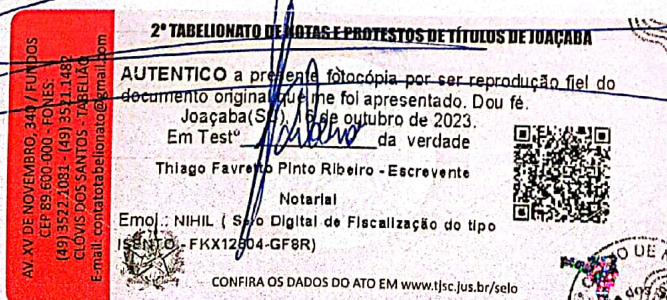 2º TABELIONATO DE NOTAS E PROTESTOS DE TÍTULOS DE JOAÇABA
AUTENTICO a presente fotocópia por ser reprodução fiel do
documento original que me foi apresentado. Dou fé.
Joaçaba(SC), 16 de outubro de 2023.
Em Testº da verdade
Thiago Favretto Pinto Ribeiro - Escrevente
Notarial
Emol.: NIHIL ( Selo Digital de Fiscalização do tipo
ISENTO - FKX12804-GF8R)
CONFIRA OS DADOS DO ATO EM www.tjsc.jus.br/selo
AV. XV DE NOVEMBRO, 340 / FUNDOS
CEP 89.600-000 - FONES:
(49) 3522.1081 - (49) 3521.1482
CLÓVIS DOS SANTOS - TABELIÃO
E-mail: contatotabelionato@gmail.com